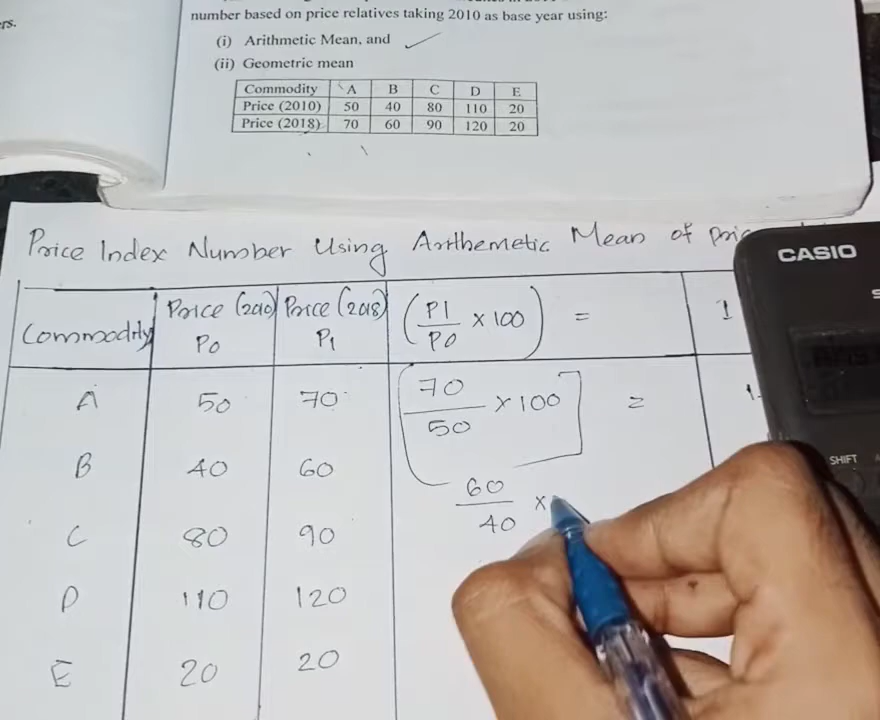 rs.
number based on price relatives taking 2010 as base year using:
(i) Arithmetic Mean, and
(ii) Geometric mean
Commodity A B C D E
Price (2010) 50 40 80 110 20
Price (2018) 70 60 90 120 20
Price Index Number Using Arthemetic Mean of
CASIO
Commodity Price (2010) P0 Price (2018) P1 (P1/P0 × 100) = 1
A 50 70 [70/50 × 100] = 1
B 40 60 60/40 ×
C 80 90
D 110 120
E 20 20
SHIFT